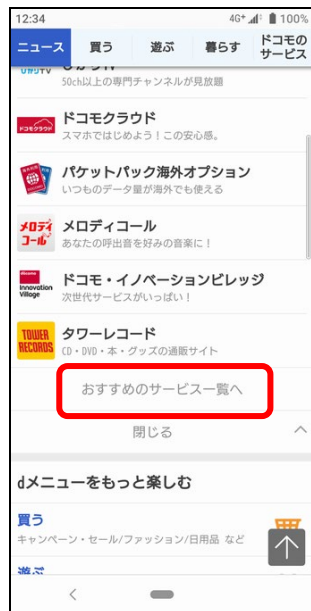 12:34 4G+ 100%
ニュース 買う 遊ぶ 暮らす ドコモの
サービス
50ch以上の専門チャンネルが見放題
ドコモクラウド
スマホではじめよう！この安心感。
パケットパック海外オプション
いつものデータ量が海外でも使える
メロディ
コール
メロディコール
あなたの呼出音を好みの音楽に！
docomo
Innovation
Village
ドコモ・イノベーションビレッジ
次世代サービスがいっぱい！
TOWER
RECORDS
タワーレコード
CD・DVD・本・グッズの通販サイト
おすすめのサービス一覧へ
閉じる
dメニューをもっと楽しむ
買う
キャンペーン・セール/ファッション/日用品 など
遊ぶ